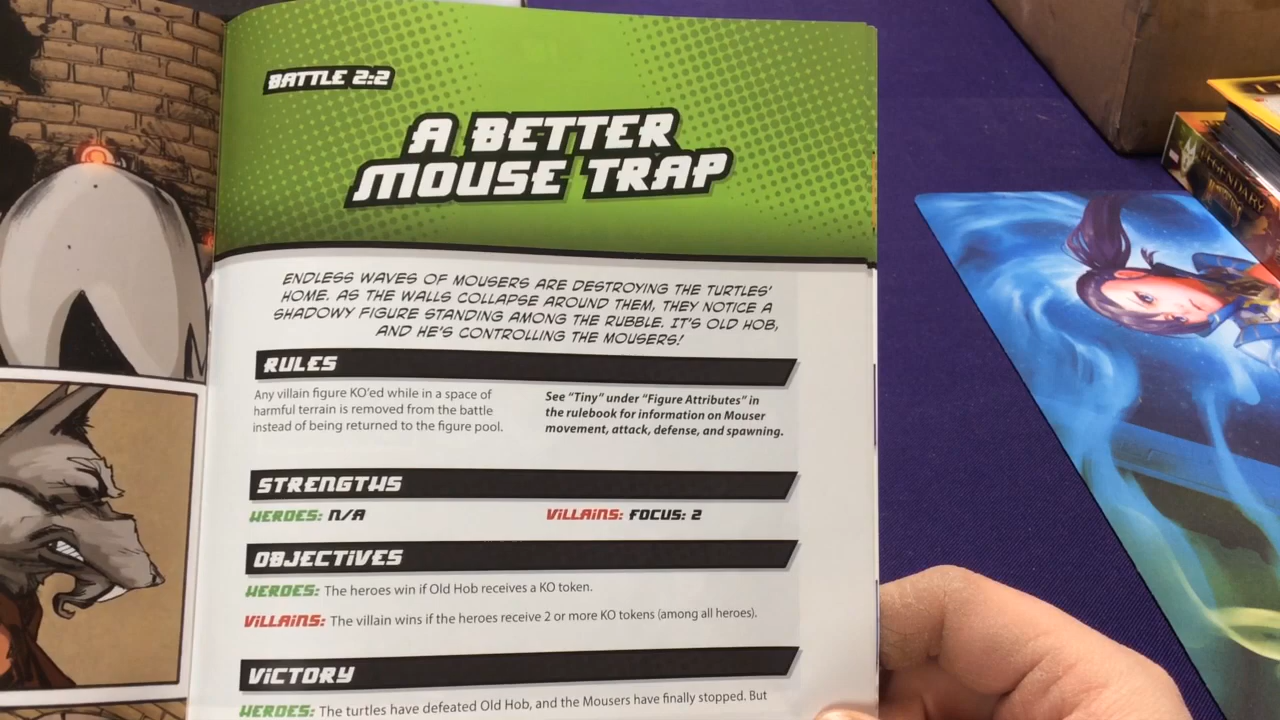 BATTLE 2:2
A BETTER
MOUSE TRAP
ENDLESS WAVES OF MOUSERS ARE DESTROYING THE TURTLES'
HOME. AS THE WALLS COLLAPSE AROUND THEM, THEY NOTICE A
SHADOWY FIGURE STANDING AMONG THE RUBBLE. IT'S OLD HOB,
AND HE'S CONTROLLING THE MOUSERS!
RULES
Any villain figure KO'ed while in a space of
harmful terrain is removed from the battle
instead of being returned to the figure pool.
See "Tiny" under "Figure Attributes" in
the rulebook for information on Mouser
movement, attack, defense, and spawning.
STRENGTHS
HEROES: N/A
VILLAINS: FOCUS: 2
OBJECTIVES
HEROES: The heroes win if Old Hob receives a KO token.
VILLAINS: The villain wins if the heroes receive 2 or more KO tokens (among all heroes).
VICTORY
HEROES: The turtles have defeated Old Hob, and the Mousers have finally stopped. But
LEGENDARY